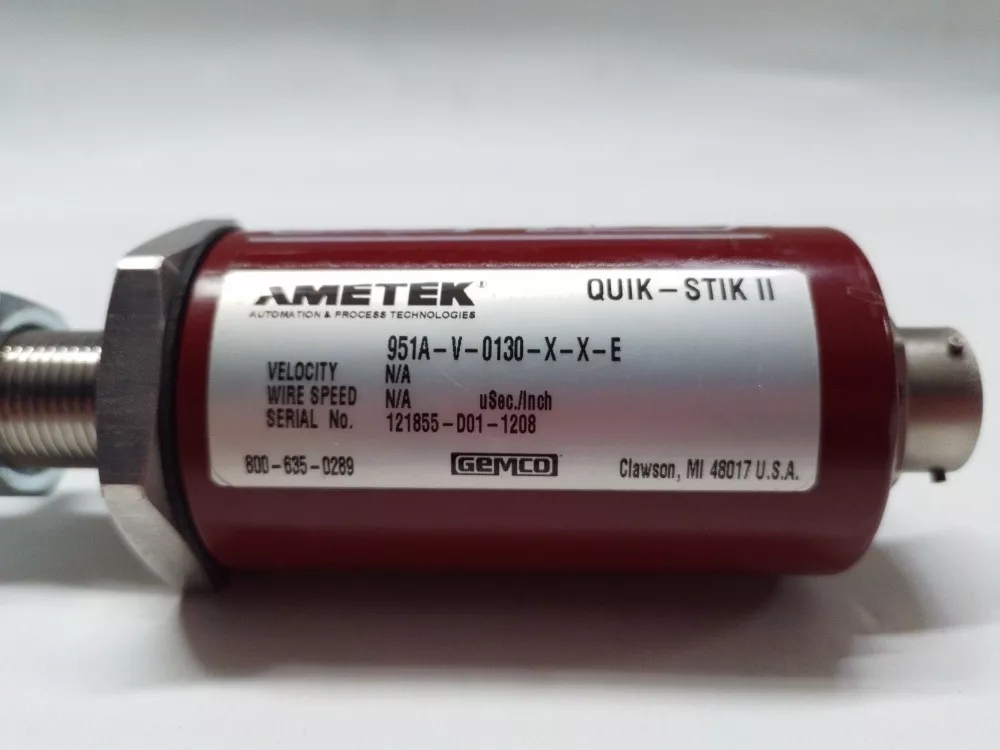 AMETEK® QUIK-STIK II
AUTOMATION & PROCESS TECHNOLOGIES
951A-V-0130-X-X-E
VELOCITY N/A
WIRE SPEED N/A uSec./Inch
SERIAL No. 121855-D01-1208
800-635-0289 GEMCO Clawson, MI 48017 U.S.A.